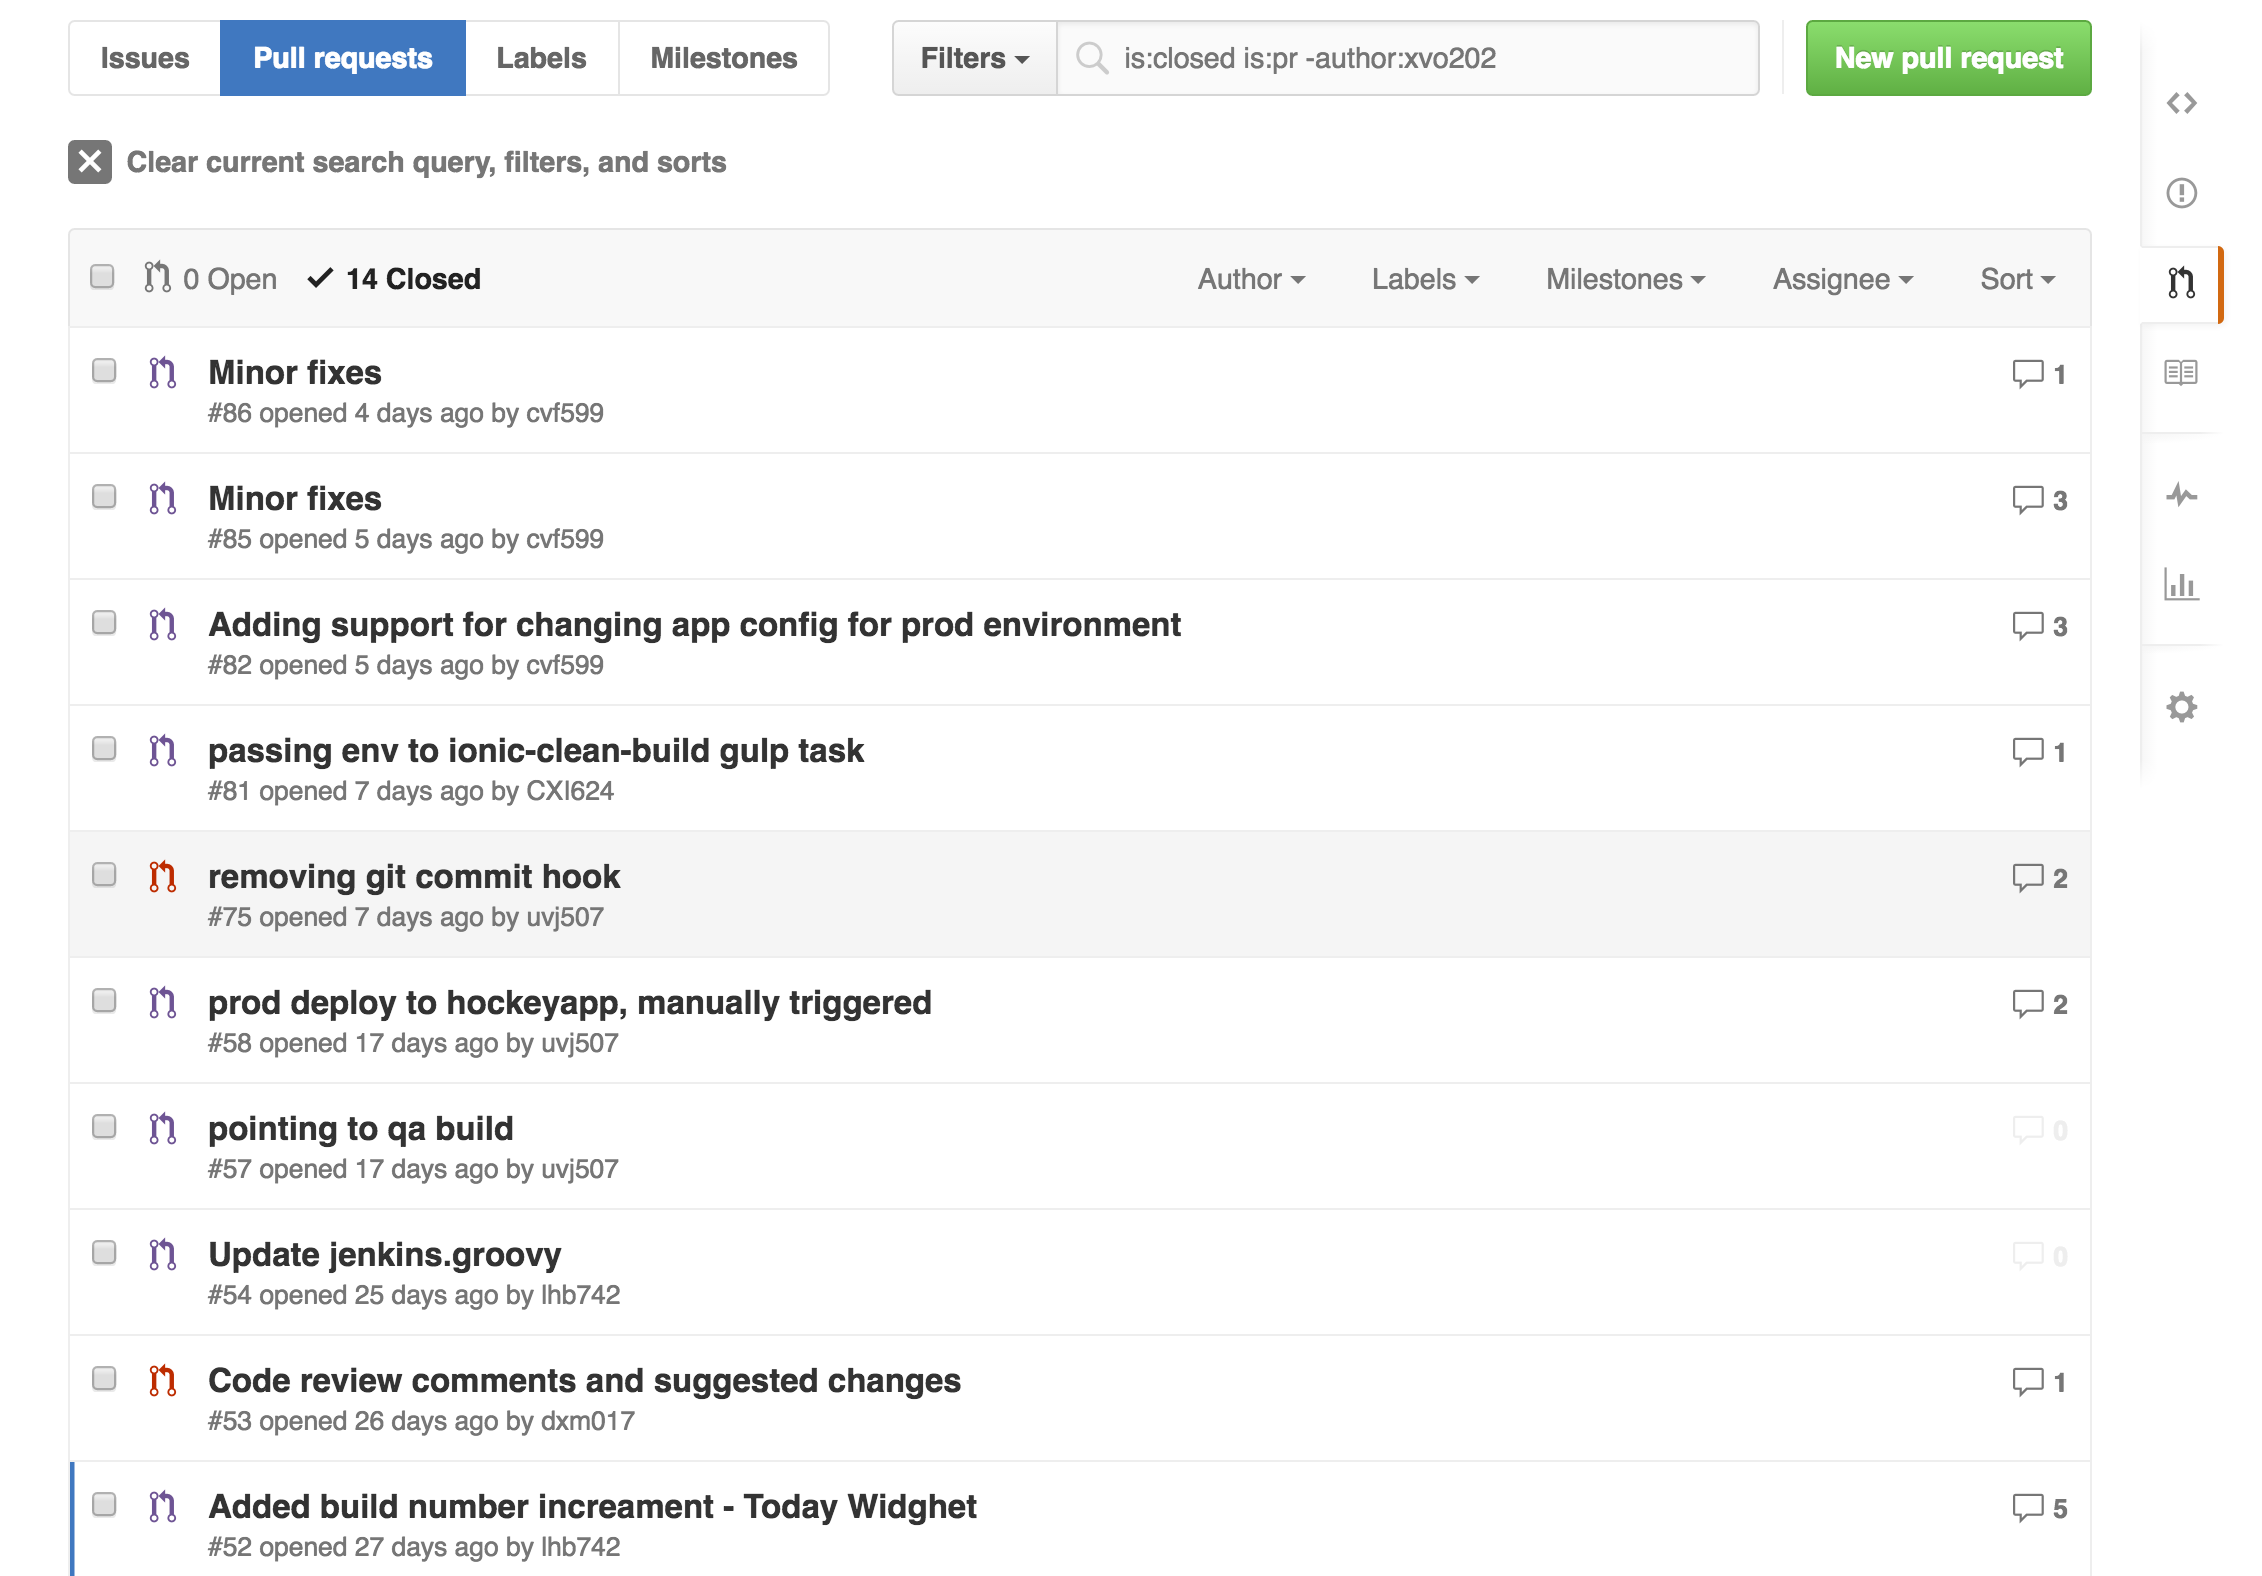 Issues Pull requests Labels Milestones Filters is:closed is:pr -author:xvo202 New pull request
Clear current search query, filters, and sorts
0 Open 14 Closed Author Labels Milestones Assignee Sort
Minor fixes 1
#86 opened 4 days ago by cvf599
Minor fixes 3
#85 opened 5 days ago by cvf599
Adding support for changing app config for prod environment 3
#82 opened 5 days ago by cvf599
passing env to ionic-clean-build gulp task 1
#81 opened 7 days ago by CXI624
removing git commit hook 2
#75 opened 7 days ago by uvj507
prod deploy to hockeyapp, manually triggered 2
#58 opened 17 days ago by uvj507
pointing to qa build 0
#57 opened 17 days ago by uvj507
Update jenkins.groovy 0
#54 opened 25 days ago by lhb742
Code review comments and suggested changes 1
#53 opened 26 days ago by dxm017
Added build number increament - Today Widghet 5
#52 opened 27 days ago by lhb742